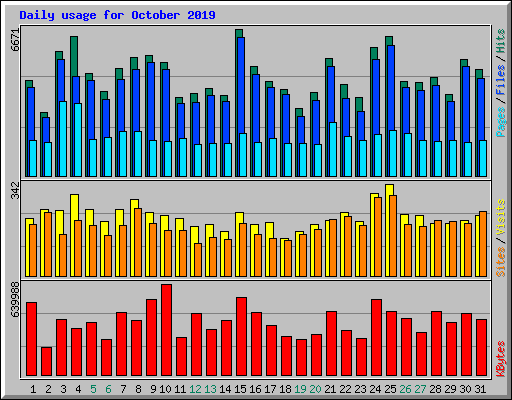 Daily usage for October 2019
6671
Pages/Files/Hits
342
Sites/Visits
639988
KBytes
1 2 3 4 5 6 7 8 9 10 11 12 13 14 15 16 17 18 19 20 21 22 23 24 25 26 27 28 29 30 31